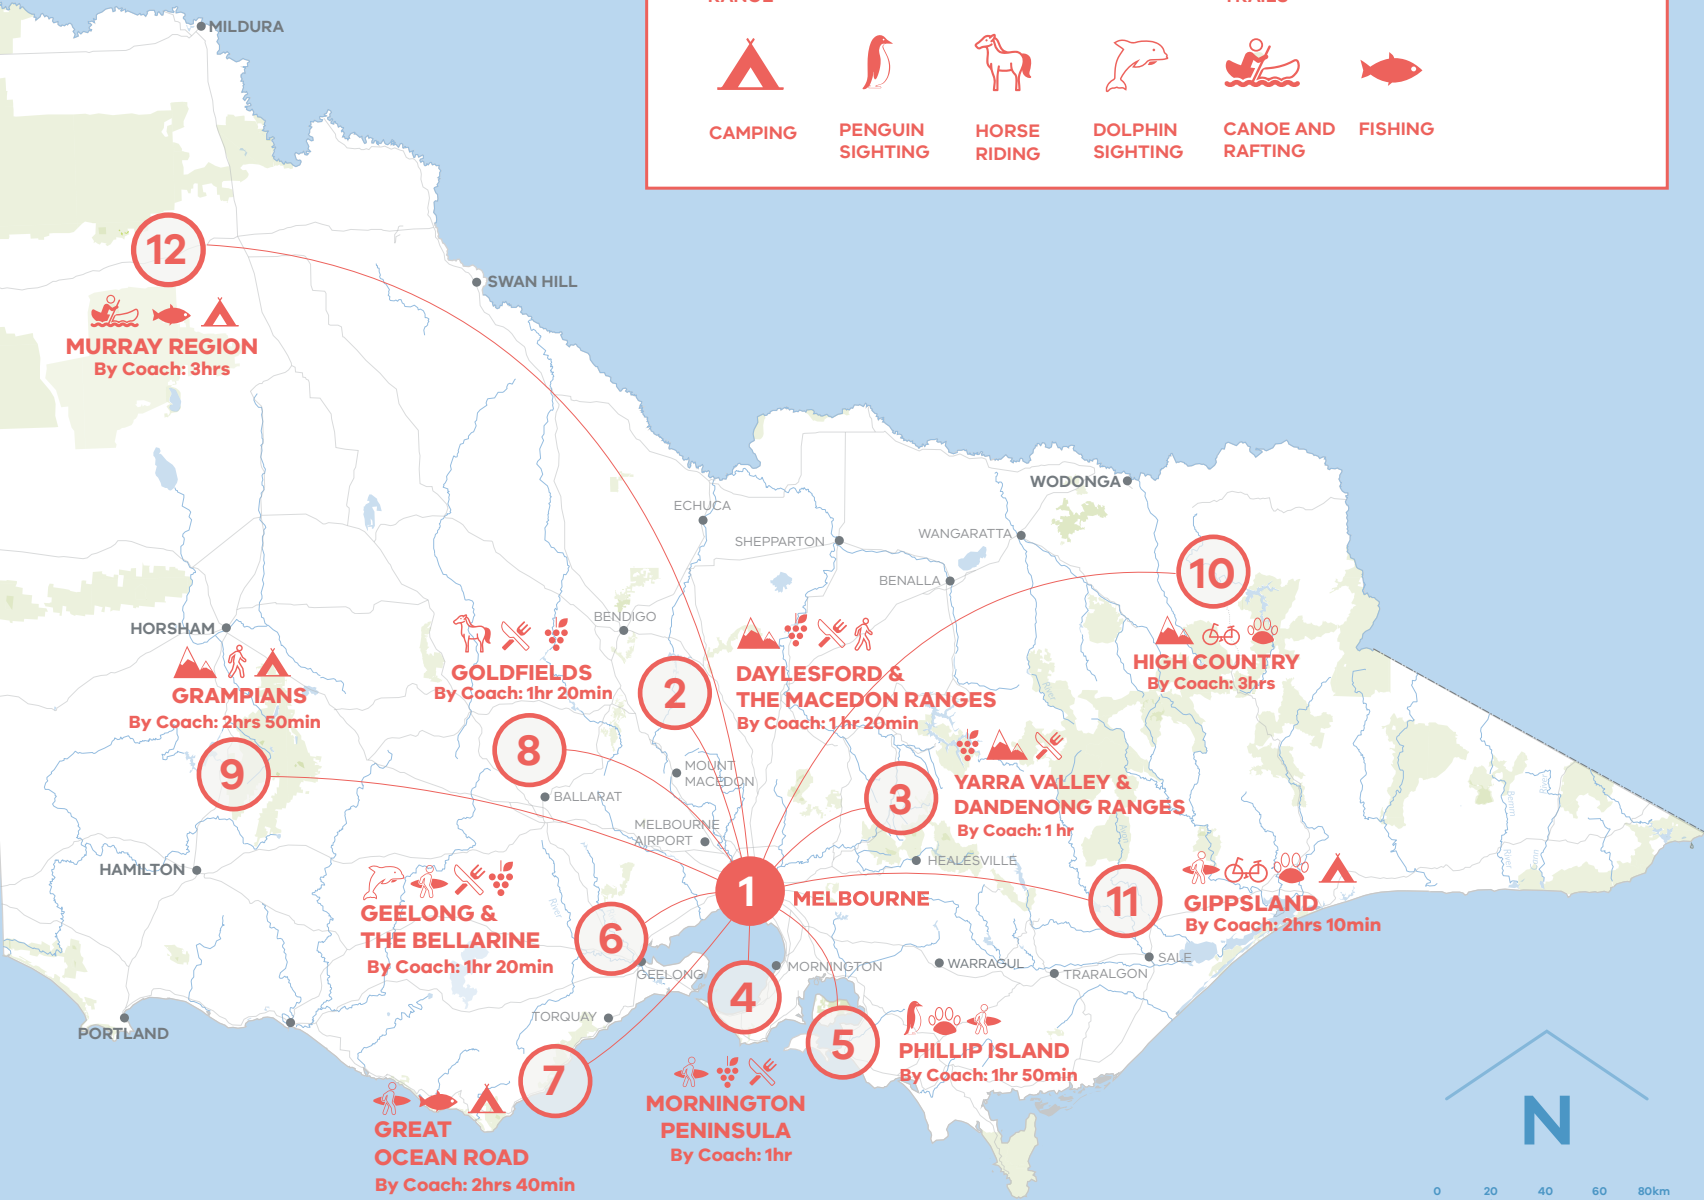 RANGE
TRAILS
CAMPING
PENGUIN
SIGHTING
HORSE
RIDING
DOLPHIN
SIGHTING
CANOE AND
RAFTING
FISHING
MILDURA
12
MURRAY REGION
By Coach: 3hrs
SWAN HILL
ECHUCA
SHEPPARTON
WODONGA
WANGARATTA
BENALLA
10
HIGH COUNTRY
By Coach: 3hrs
HORSHAM
GRAMPIANS
By Coach: 2hrs 50min
9
BENDIGO
GOLDFIELDS
By Coach: 1hr 20min
8
2
DAYLESFORD &
THE MACEDON RANGES
By Coach: 1 hr 20min
MOUNT
MACEDON
BALLARAT
MELBOURNE
AIRPORT
3
YARRA VALLEY &
DANDENONG RANGES
By Coach: 1 hr
HEALESVILLE
HAMILTON
1
MELBOURNE
11
GIPPSLAND
By Coach: 2hrs 10min
GEELONG &
THE BELLARINE
By Coach: 1hr 20min
6
River
GEELONG
4
MORNINGTON
WARRAGUL
TRARALGON
SALE
PORTLAND
TORQUAY
7
GREAT
OCEAN ROAD
By Coach: 2hrs 40min
MORNINGTON
PENINSULA
By Coach: 1hr
5
PHILLIP ISLAND
By Coach: 1hr 50min
N
0 20 40 60 80km